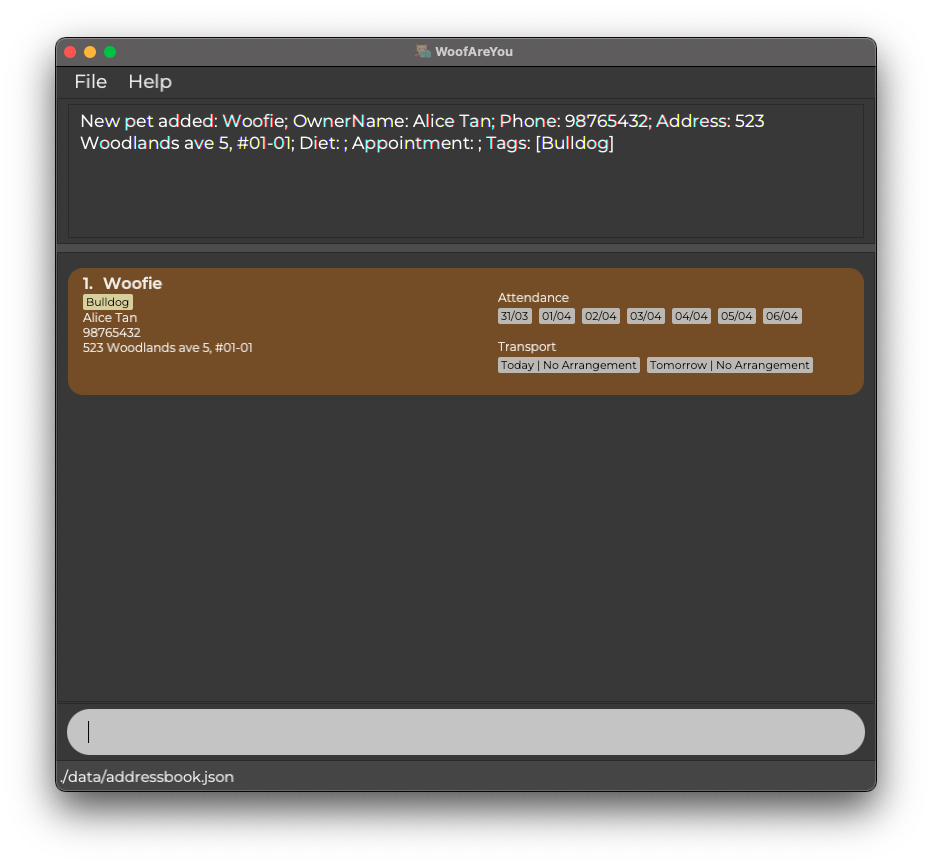 WoofAreYou
File Help
New pet added: Woofie; OwnerName: Alice Tan; Phone: 98765432; Address: 523
Woodlands ave 5, #01-01; Diet: ; Appointment: ; Tags: [Bulldog]
1. Woofie
Bulldog
Alice Tan
98765432
523 Woodlands ave 5, #01-01
Attendance
31/03 01/04 02/04 03/04 04/04 05/04 06/04
Transport
Today | No Arrangement Tomorrow | No Arrangement
./data/addressbook.json